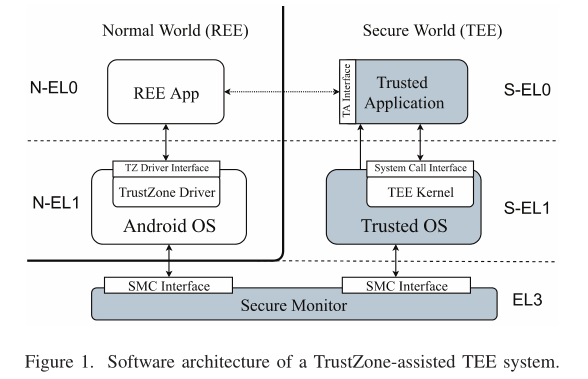 Normal World (REE)
Secure World (TEE)
N-EL0
REE App
TA Interface
Trusted
Application
S-EL0
TZ Driver Interface
TrustZone Driver
Android OS
N-EL1
System Call Interface
TEE Kernel
Trusted OS
S-EL1
SMC Interface
SMC Interface
Secure Monitor
EL3
Figure 1. Software architecture of a TrustZone-assisted TEE system.